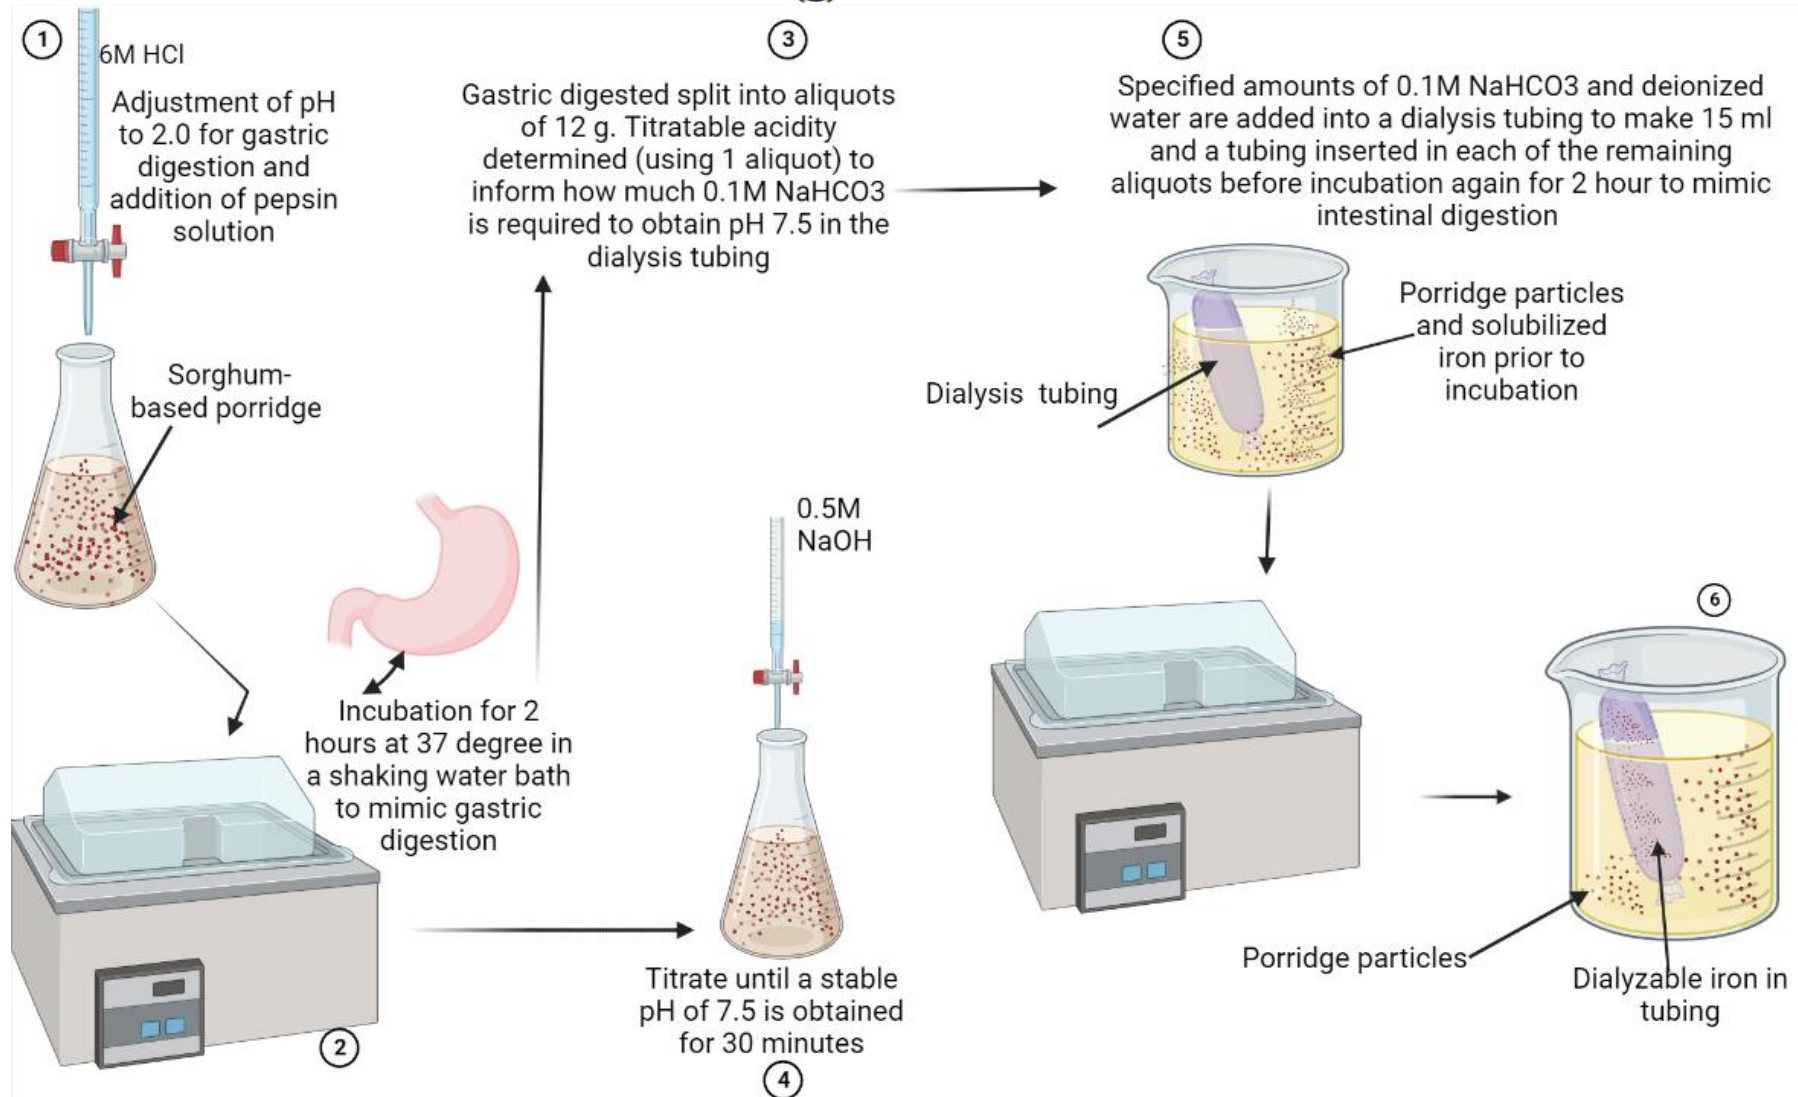 1
6M HCl
Adjustment of pH
to 2.0 for gastric
digestion and
addition of pepsin
solution
Sorghum-
based porridge
2
Incubation for 2
hours at 37 degree in
a shaking water bath
to mimic gastric
digestion
3
Gastric digested split into aliquots
of 12 g. Titratable acidity
determined (using 1 aliquot) to
inform how much 0.1M NaHCO3
is required to obtain pH 7.5 in the
dialysis tubing
0.5M
NaOH
Titrate until a stable
pH of 7.5 is obtained
for 30 minutes
4
5
Specified amounts of 0.1M NaHCO3 and deionized
water are added into a dialysis tubing to make 15 ml
and a tubing inserted in each of the remaining
aliquots before incubation again for 2 hour to mimic
intestinal digestion
Dialysis tubing
Porridge particles
and solubilized
iron prior to
incubation
6
Porridge particles
Dialyzable iron in
tubing